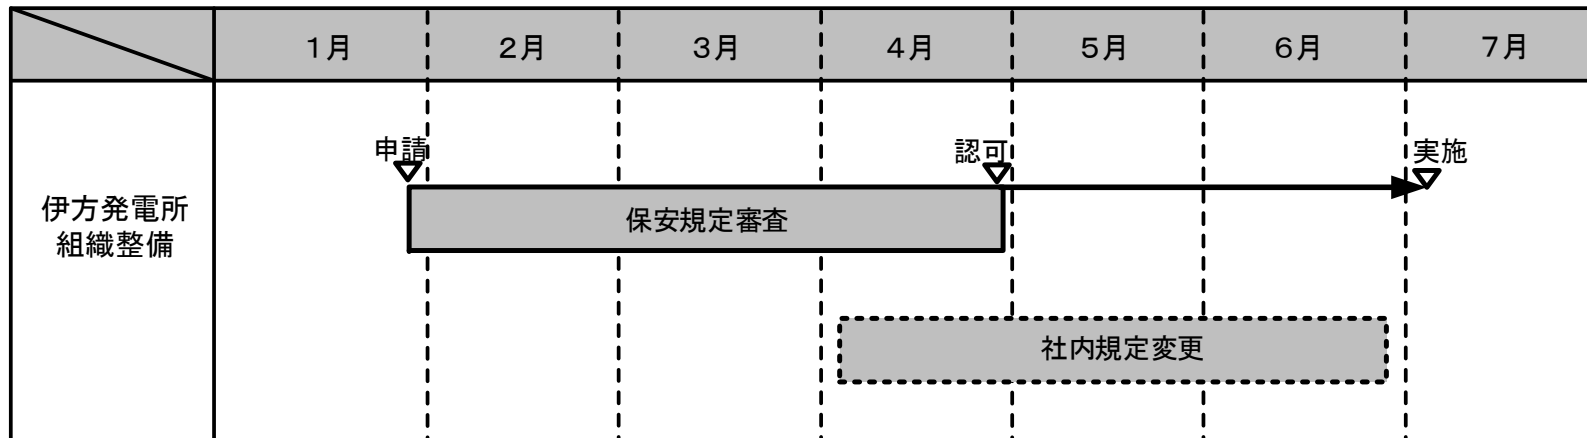 １月 ２月 ３月 ４月 ５月 ６月 ７月
申請 認可 実施
伊方発電所
組織整備
保安規定審査
社内規定変更